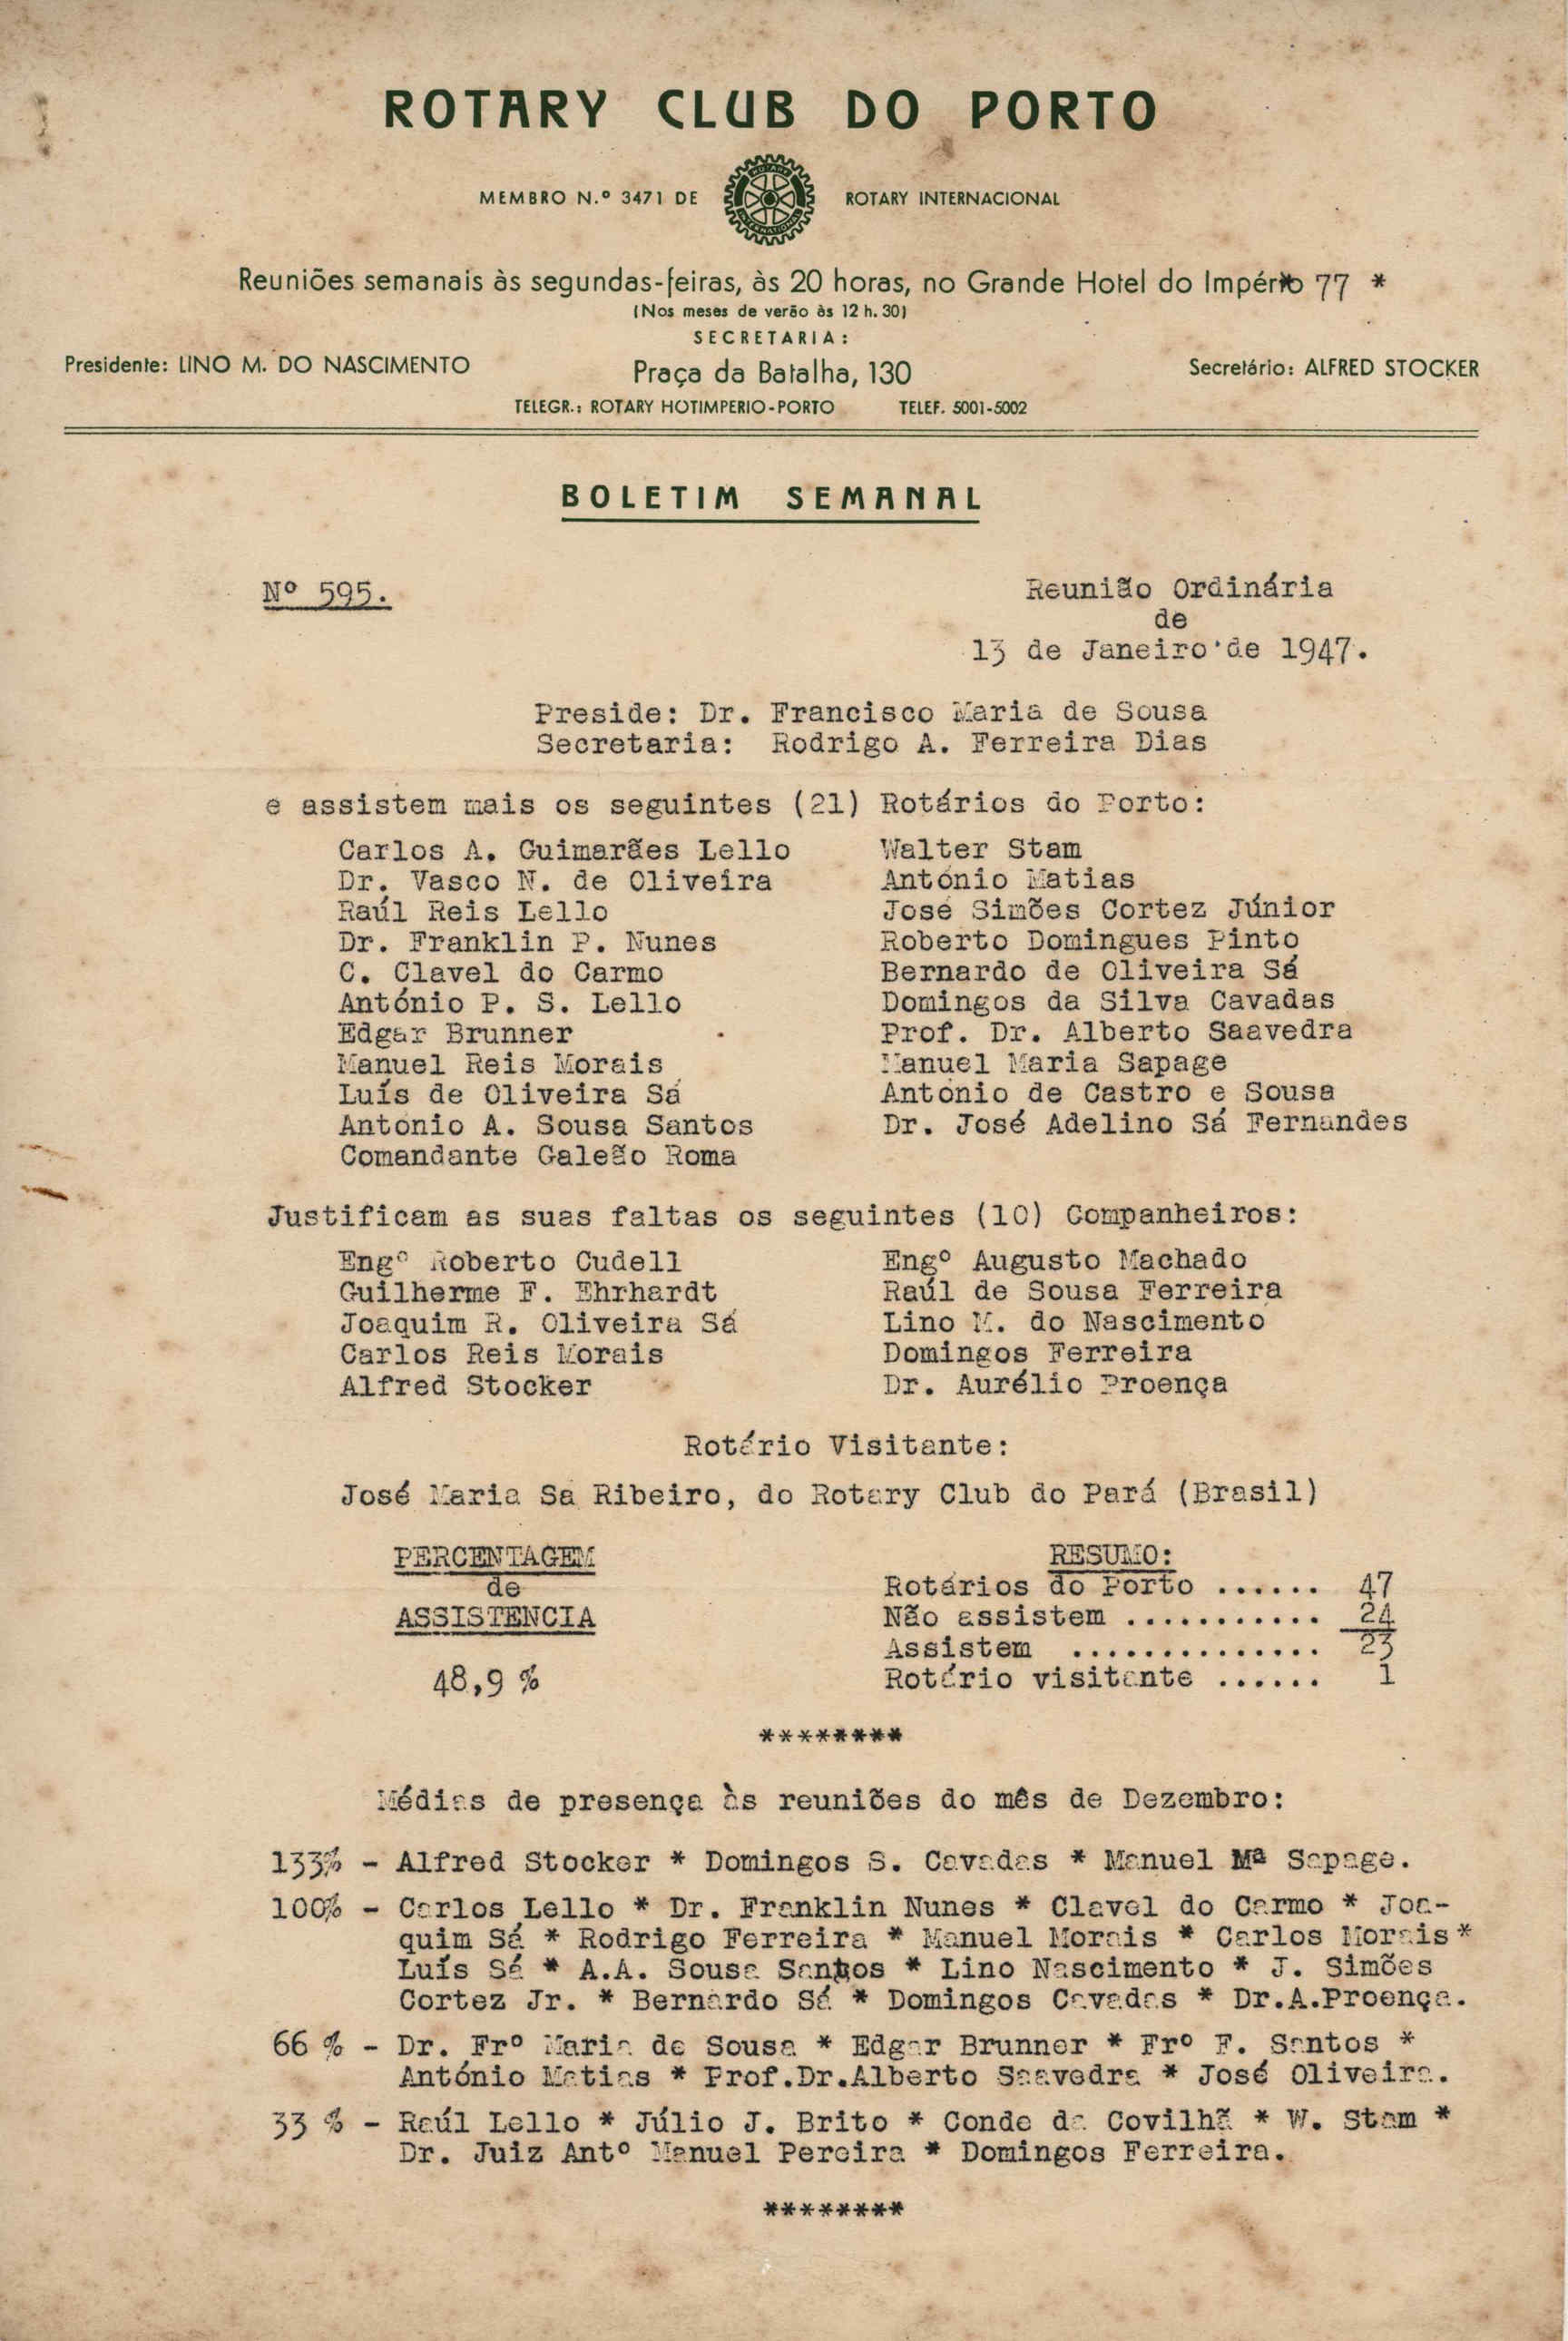 ROTARY CLUB DO PORTO
MEMBRO N.º 3471 DE ROTARY INTERNACIONAL
Reuniões semanais às segundas-feiras, às 20 horas, no Grande Hotel do Império 77 *
(Nos meses de verão às 12 h. 30)
SECRETARIA:
Presidente: LINO M. DO NASCIMENTO Praça da Batalha, 130 Secretário: ALFRED STOCKER
TELEGR.: ROTARY HOTIMPERIO-PORTO TELEF. 5001-5002
BOLETIM SEMANAL
Nº 595.
Reunião Ordinária
de
13 de Janeiro de 1947.
Preside: Dr. Francisco Maria de Sousa
Secretaria: Rodrigo A. Ferreira Dias
e assistem mais os seguintes (21) Rotários do Porto:
Carlos A. Guimarães Lello
Dr. Vasco N. de Oliveira
Raúl Reis Lello
Dr. Franklin P. Nunes
C. Clavel do Carmo
António P. S. Lello
Edgar Brunner
Manuel Reis Morais
Luís de Oliveira Sá
António A. Sousa Santos
Comandante Galeão Roma
Walter Stam
António Matias
José Simões Cortez Júnior
Roberto Domingues Pinto
Bernardo de Oliveira Sá
Domingos da Silva Cavadas
Prof. Dr. Alberto Saavedra
Manuel Maria Sapage
António de Castro e Sousa
Dr. José Adelino Sá Fernandes
Justificam as suas faltas os seguintes (10) Companheiros:
Engº Roberto Cudell
Guilherme F. Ehrhardt
Joaquim R. Oliveira Sá
Carlos Reis Morais
Alfred Stocker
Engº Augusto Machado
Raúl de Sousa Ferreira
Lino M. do Nascimento
Domingos Ferreira
Dr. Aurélio Proença
Rotário Visitante:
José Maria Sá Ribeiro, do Rotary Club do Pará (Brasil)
PERCENTAGEM
de
ASSISTENCIA
48,9 %
RESUMO:
Rotários do Porto ...... 47
Não assistem ........... 24
Assistem .............. 23
Rotário visitante ...... 1
********
Médias de presença às reuniões do mês de Dezembro:
133% - Alfred Stocker * Domingos S. Cavadas * Manuel Mª Sapage.
100% - Carlos Lello * Dr. Franklin Nunes * Clavel do Carmo * Joa-
quim Sá * Rodrigo Ferreira * Manuel Morais * Carlos Morais*
Luís Sá * A.A. Sousa Santos * Lino Nascimento * J. Simões
Cortez Jr. * Bernardo Sá * Domingos Cavadas * Dr.A.Proença.
66 % - Dr. Frº Maria de Sousa * Edgar Brunner * Frº F. Santos *
António Matias * Prof.Dr.Alberto Saavedra * José Oliveira.
33 % - Raúl Lello * Júlio J. Brito * Conde da Covilhã * W. Stam *
Dr. Juiz Antº Manuel Pereira * Domingos Ferreira.
********